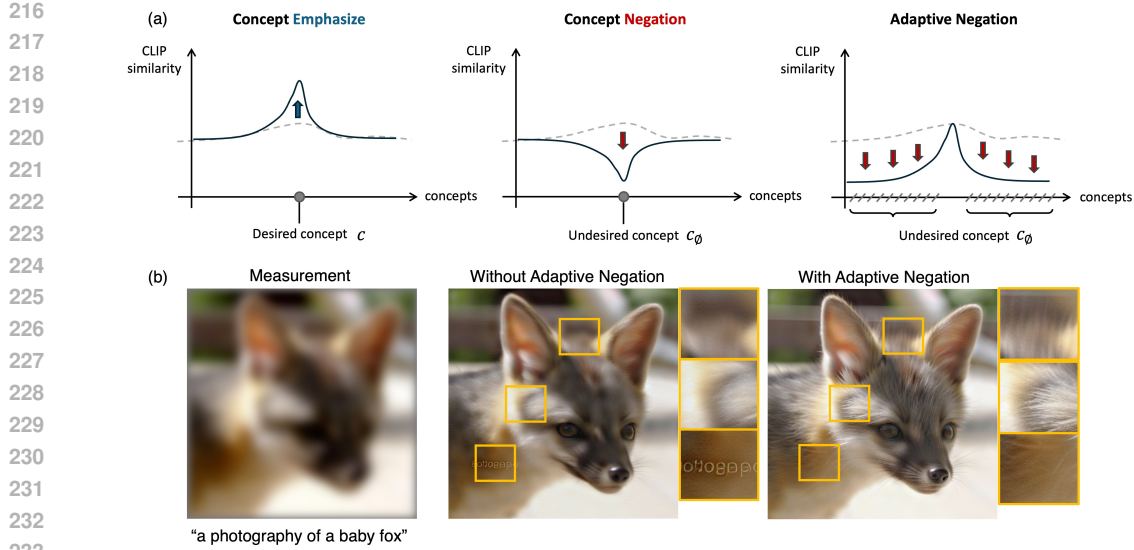 216
217
218
219
220
221
222
223
224
225
226
227
228
229
230
231
232
(a)
Concept Emphasize
CLIP
similarity
concepts
Desired concept c
Concept Negation
CLIP
similarity
concepts
Undesired concept c∅
Adaptive Negation
CLIP
similarity
concepts
Undesired concept c∅
(b)
Measurement
Without Adaptive Negation
With Adaptive Negation
“a photography of a baby fox”